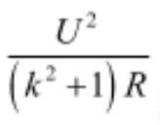 U²
(k² +1) R